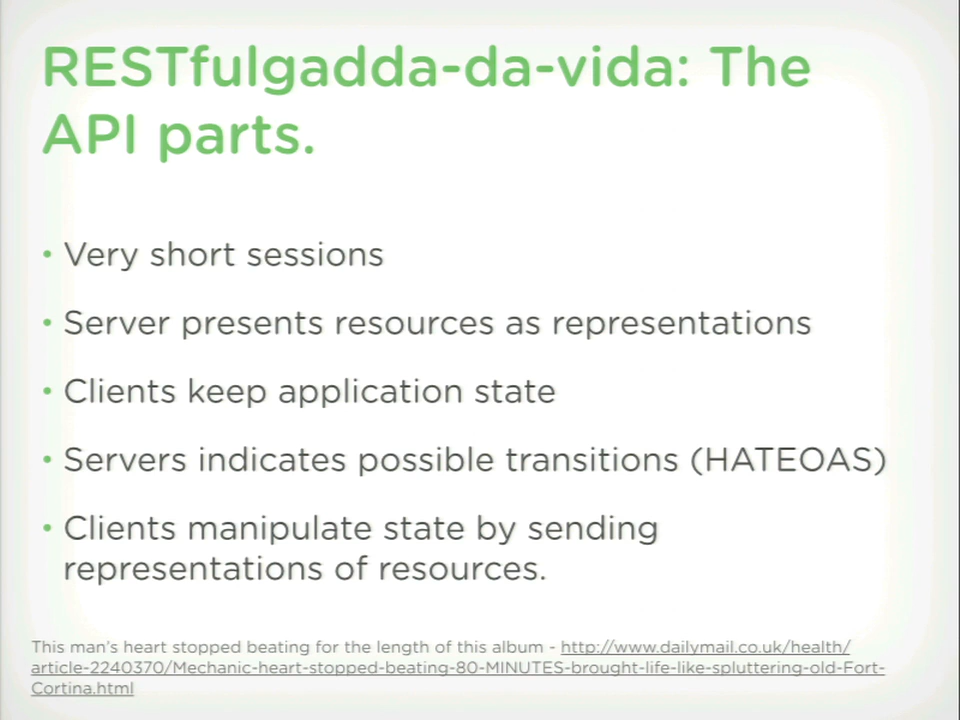 RESTfulgadda-da-vida: The
API parts.
• Very short sessions
• Server presents resources as representations
• Clients keep application state
• Servers indicates possible transitions (HATEOAS)
• Clients manipulate state by sending
representations of resources.
This man's heart stopped beating for the length of this album - http://www.dailymail.co.uk/health/
article-2240370/Mechanic-heart-stopped-beating-80-MINUTES-brought-life-like-spluttering-old-Fort-
Cortina.html